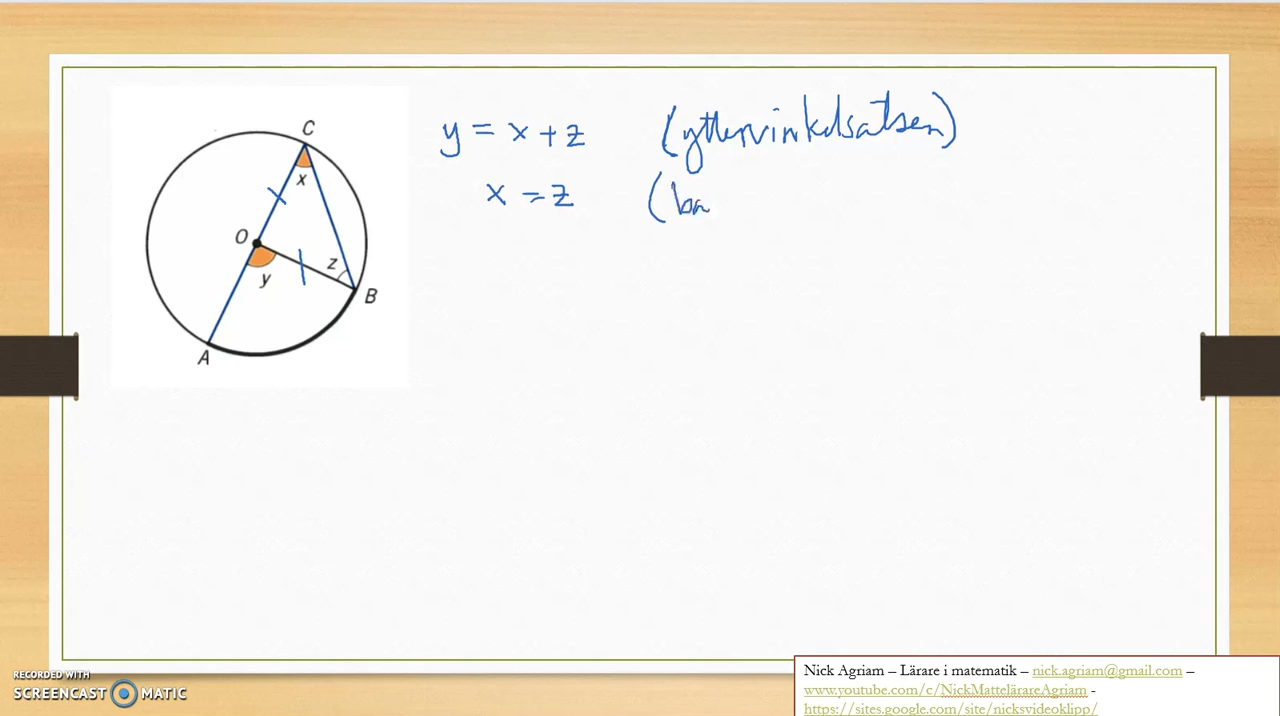 y = x + z (yttervinkelsatsen)
x = z (ba
C
x
O
z
y
B
A
RECORDED WITH
SCREENCAST MATIC
Nick Agriam – Lärare i matematik – nick.agriam@gmail.com –
www.youtube.com/c/NickMattelärareAgriam -
https://sites.google.com/site/nicksvideoklipp/